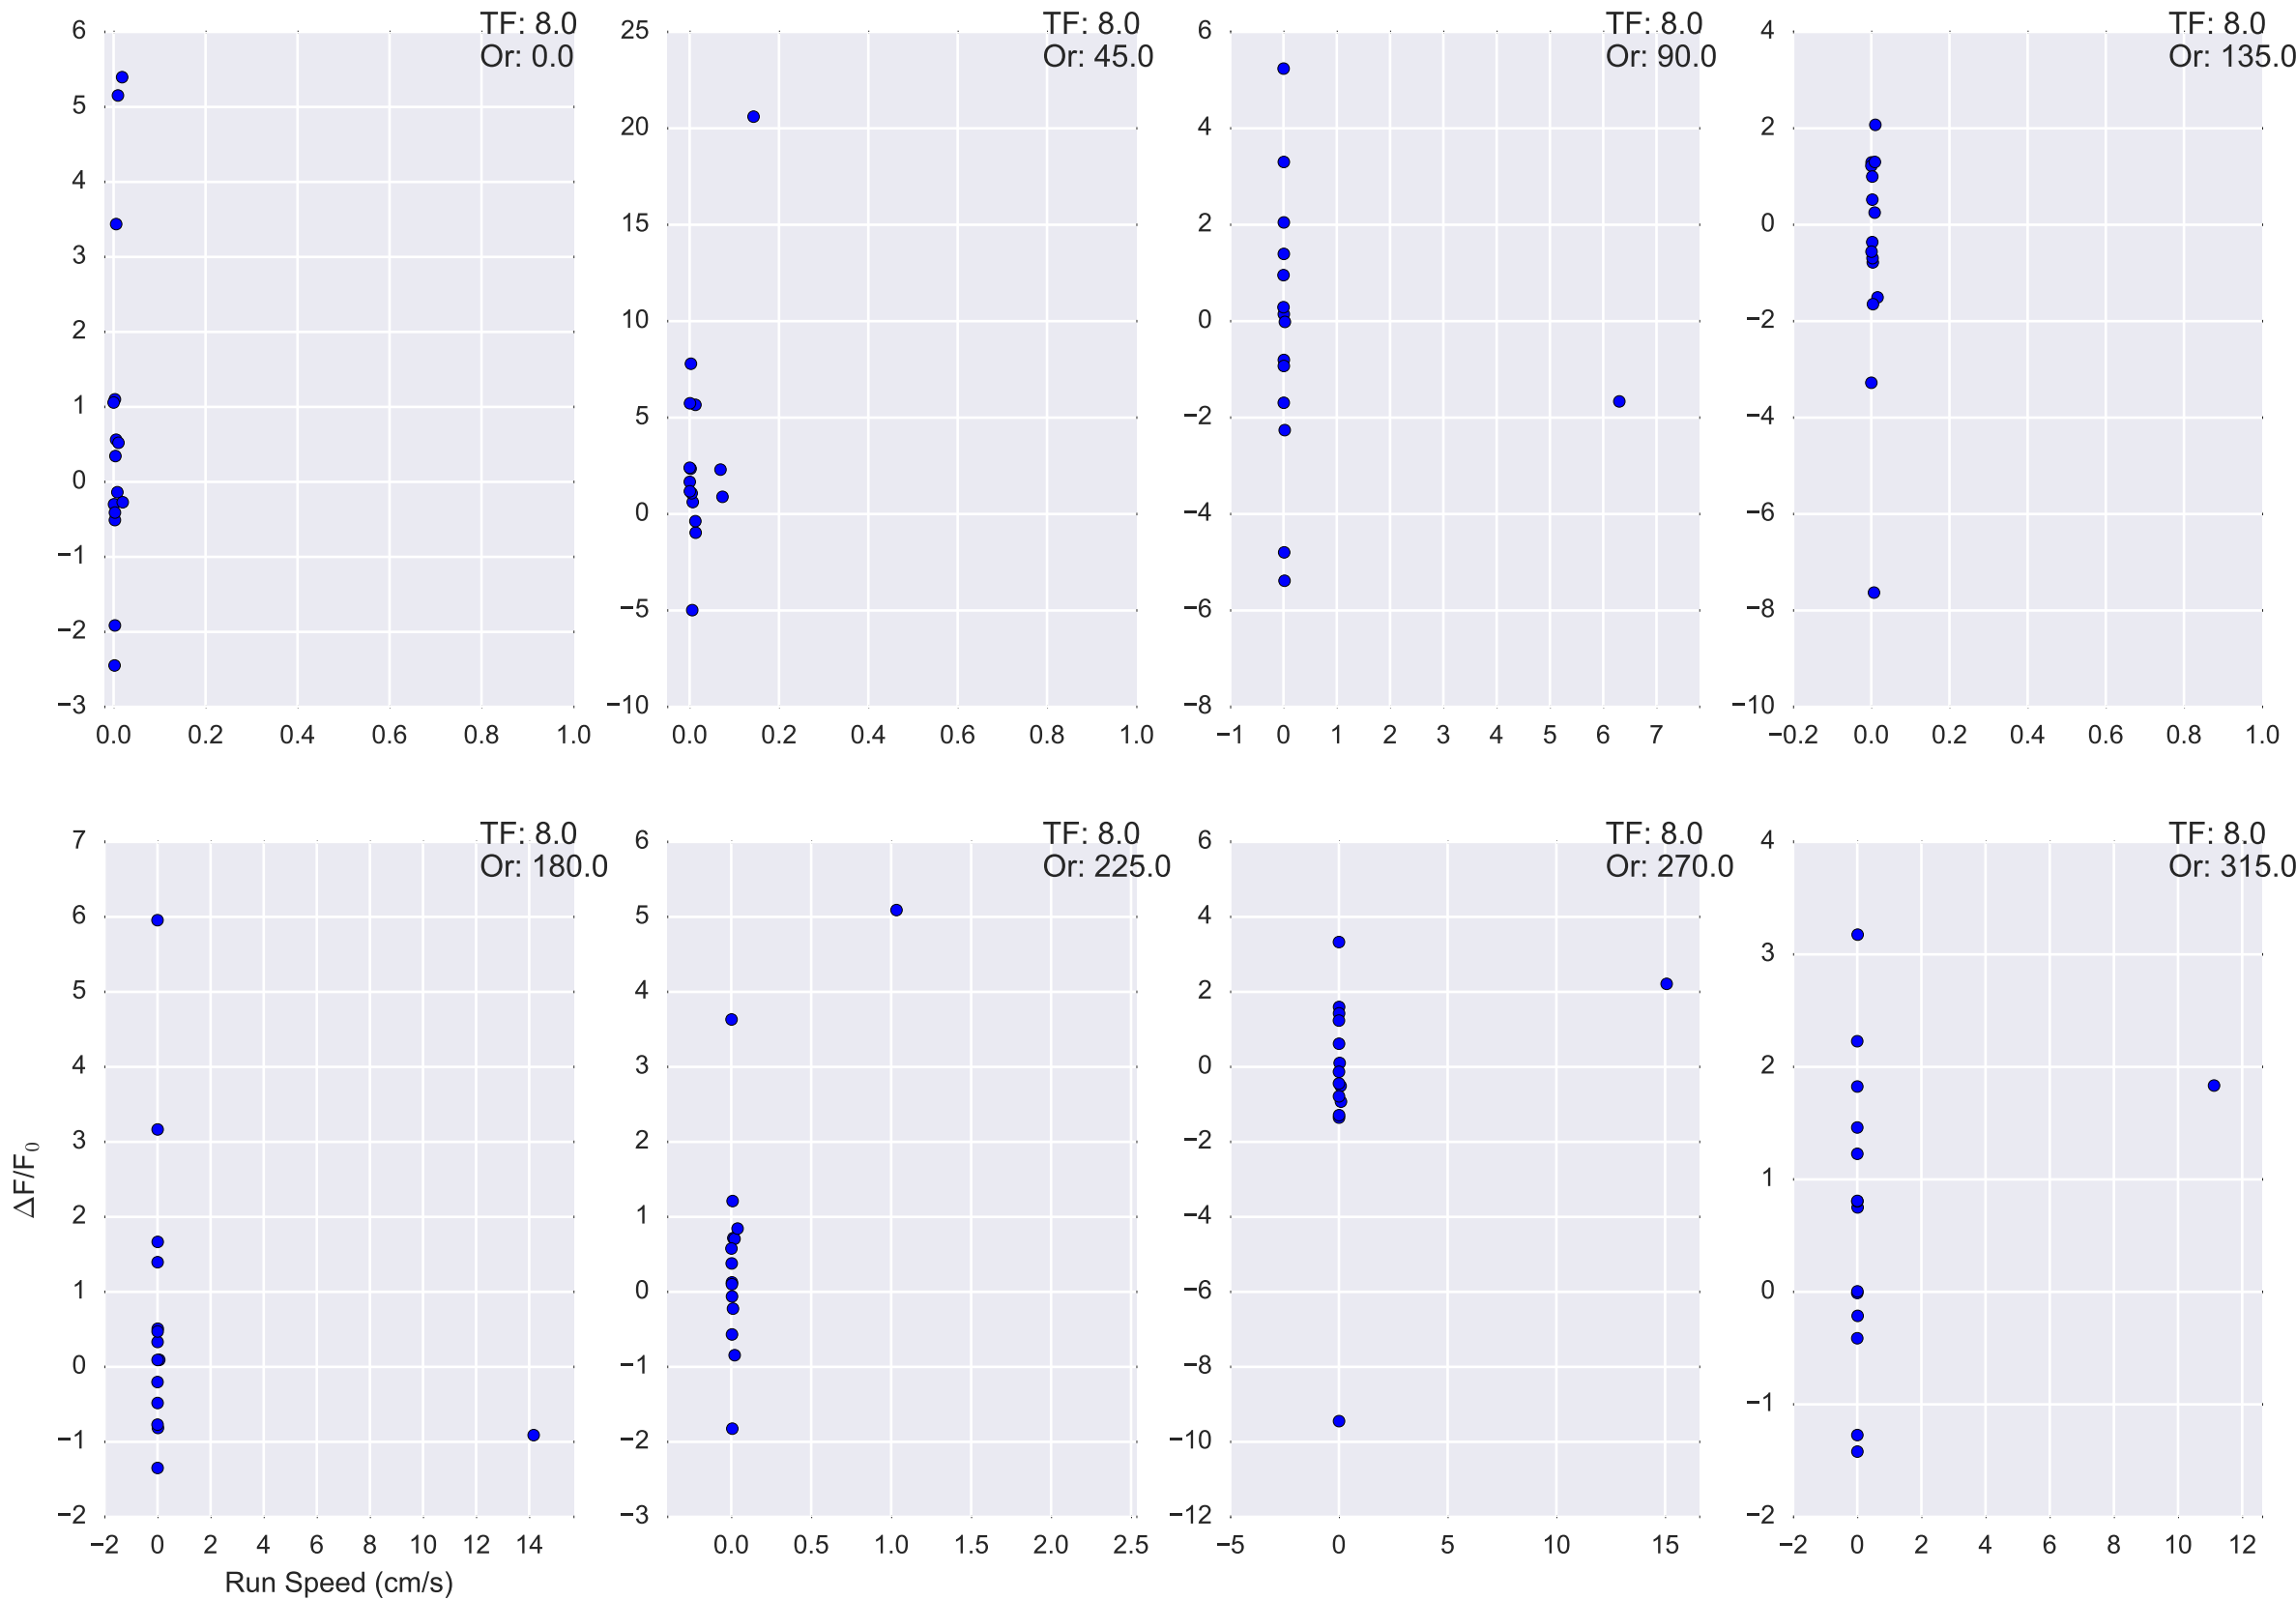 TF: 8.0
Or: 0.0
6
5
4
3
2
1
0
−1
−2
−3
0.0 0.2 0.4 0.6 0.8 1.0
TF: 8.0
Or: 45.0
25
20
15
10
5
0
−5
−10
0.0 0.2 0.4 0.6 0.8 1.0
TF: 8.0
Or: 90.0
6
4
2
0
−2
−4
−6
−8
−1 0 1 2 3 4 5 6 7
TF: 8.0
Or: 135.0
4
2
0
−2
−4
−6
−8
−10
−0.2 0.0 0.2 0.4 0.6 0.8 1.0
TF: 8.0
Or: 180.0
7
6
5
4
3
2
1
0
−1
−2
−2 0 2 4 6 8 10 12 14
ΔF/F₀
Run Speed (cm/s)
TF: 8.0
Or: 225.0
6
5
4
3
2
1
0
−1
−2
−3
0.0 0.5 1.0 1.5 2.0 2.5
TF: 8.0
Or: 270.0
6
4
2
0
−2
−4
−6
−8
−10
−12
−5 0 5 10 15
TF: 8.0
Or: 315.0
4
3
2
1
0
−1
−2
−2 0 2 4 6 8 10 12